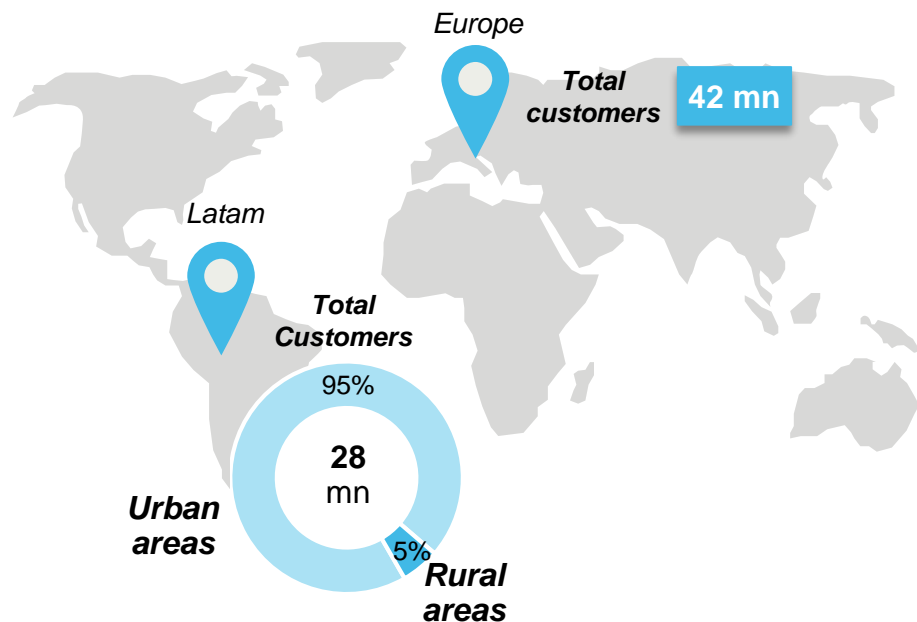 Europe
Total
customers
42 mn
Latam
Total
Customers
95%
28
mn
Urban
areas
5%
Rural
areas